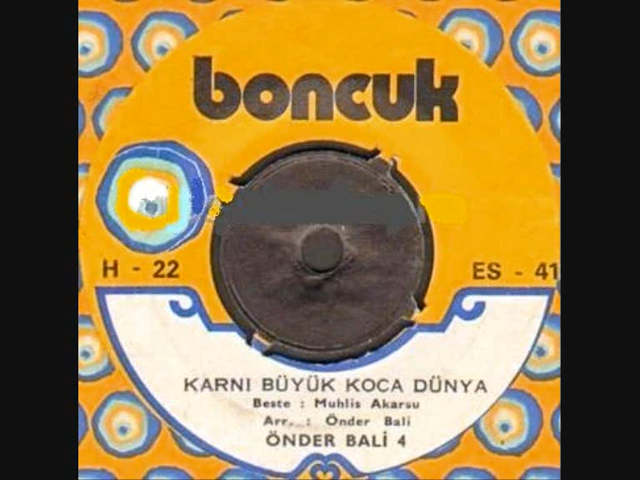 boncuk
H - 22
ES - 41
KARNI BÜYÜK KOCA DÜNYA
Beste : Muhlis Akarsu
Arr. : Önder Bali
ÖNDER BALİ 4